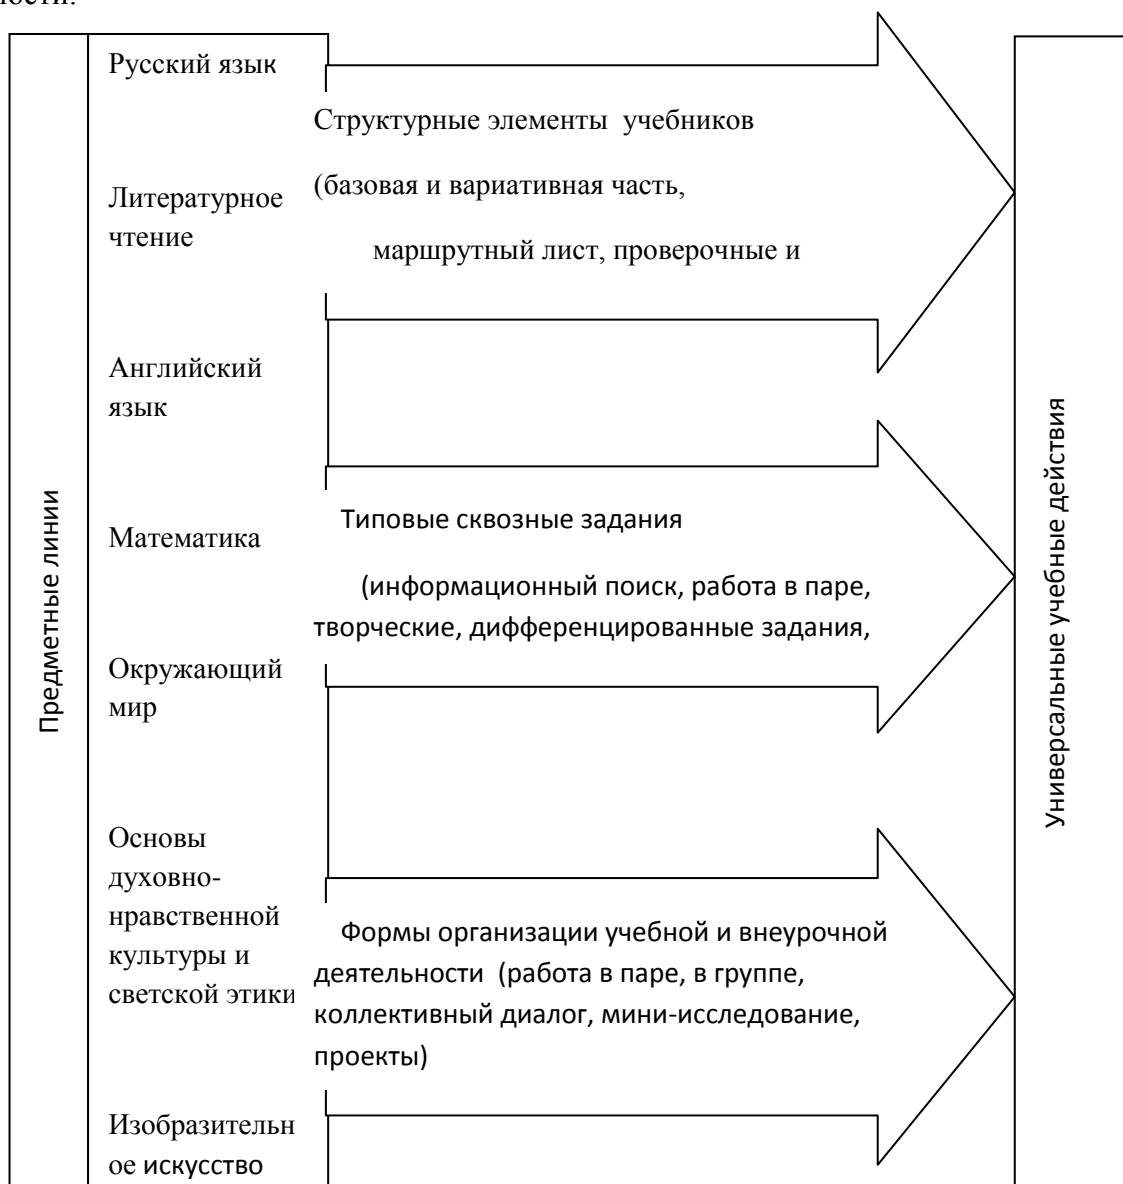 Предметные линии
Русский язык
Литературное
чтение
Английский
язык
Математика
Окружающий
мир
Основы
духовно-
нравственной
культуры и
светской этики
Изобразительн
ое искусство
Структурные элементы учебников
(базовая и вариативная часть,
маршрутный лист, проверочные и
Типовые сквозные задания
(информационный поиск, работа в паре,
творческие, дифференцированные задания,
Формы организации учебной и внеурочной
деятельности (работа в паре, в группе,
коллективный диалог, мини-исследование,
проекты)
Универсальные учебные действия